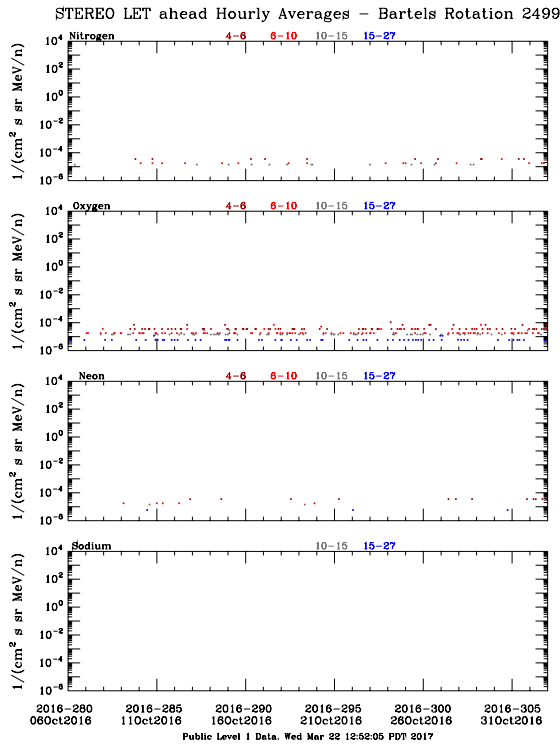 STEREO LET ahead Hourly Averages - Bartels Rotation 2499
Nitrogen 4-6 6-10 10-15 15-27
10^4
10^2
10^0
10^-2
10^-4
10^-6
1/(cm^2 s sr MeV/n)
Oxygen 4-6 6-10 10-15 15-27
10^4
10^2
10^0
10^-2
10^-4
10^-6
1/(cm^2 s sr MeV/n)
Neon 4-6 6-10 10-15 15-27
10^4
10^2
10^0
10^-2
10^-4
10^-6
1/(cm^2 s sr MeV/n)
Sodium 10-15 15-27
10^4
10^2
10^0
10^-2
10^-4
10^-6
1/(cm^2 s sr MeV/n)
2016-280 2016-285 2016-290 2016-295 2016-300 2016-305
06Oct2016 11Oct2016 16Oct2016 21Oct2016 26Oct2016 31Oct2016
Public Level 1 Data. Wed Mar 22 12:52:05 PDT 2017